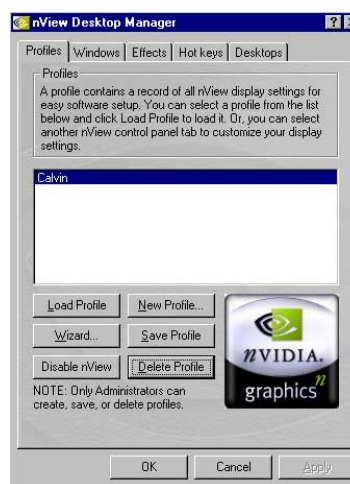 nView Desktop Manager
Profiles Windows Effects Hot keys Desktops
Profiles
A profile contains a record of all nView display settings for
easy software setup. You can select a profile from the list
below and click Load Profile to load it. Or, you can select
another nView control panel tab to customize your display
settings.
Calvin
Load Profile New Profile...
Wizard... Save Profile
Disable nView Delete Profile
NOTE: Only Administrators can
create, save, or delete profiles.
nVIDIA.
graphics n
OK Cancel Apply